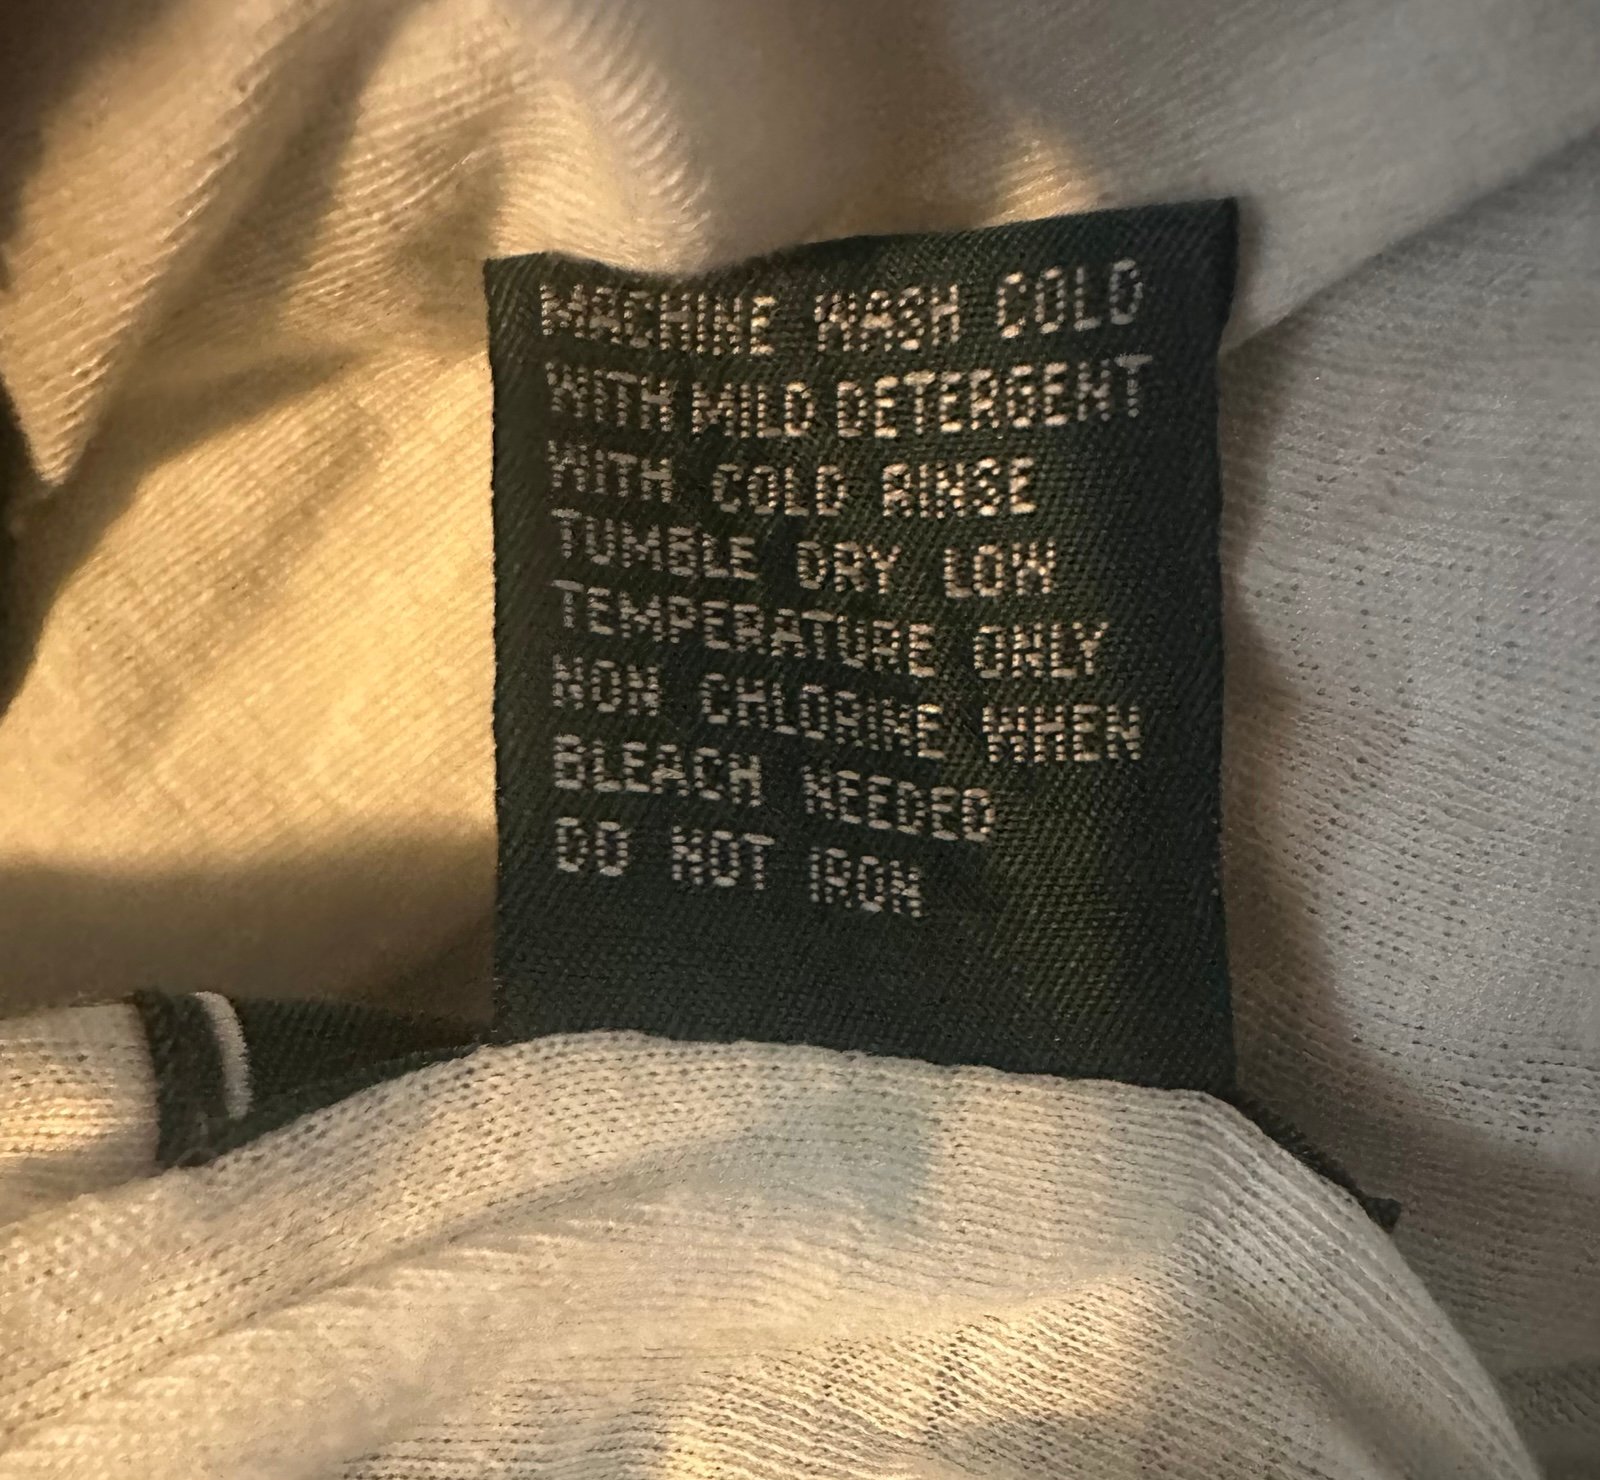 MACHINE WASH COLD
WITH MILD DETERGENT
WITH COLD RINSE
TUMBLE DRY LOW
TEMPERATURE ONLY
NON CHLORINE WHEN
BLEACH NEEDED
DO NOT IRON